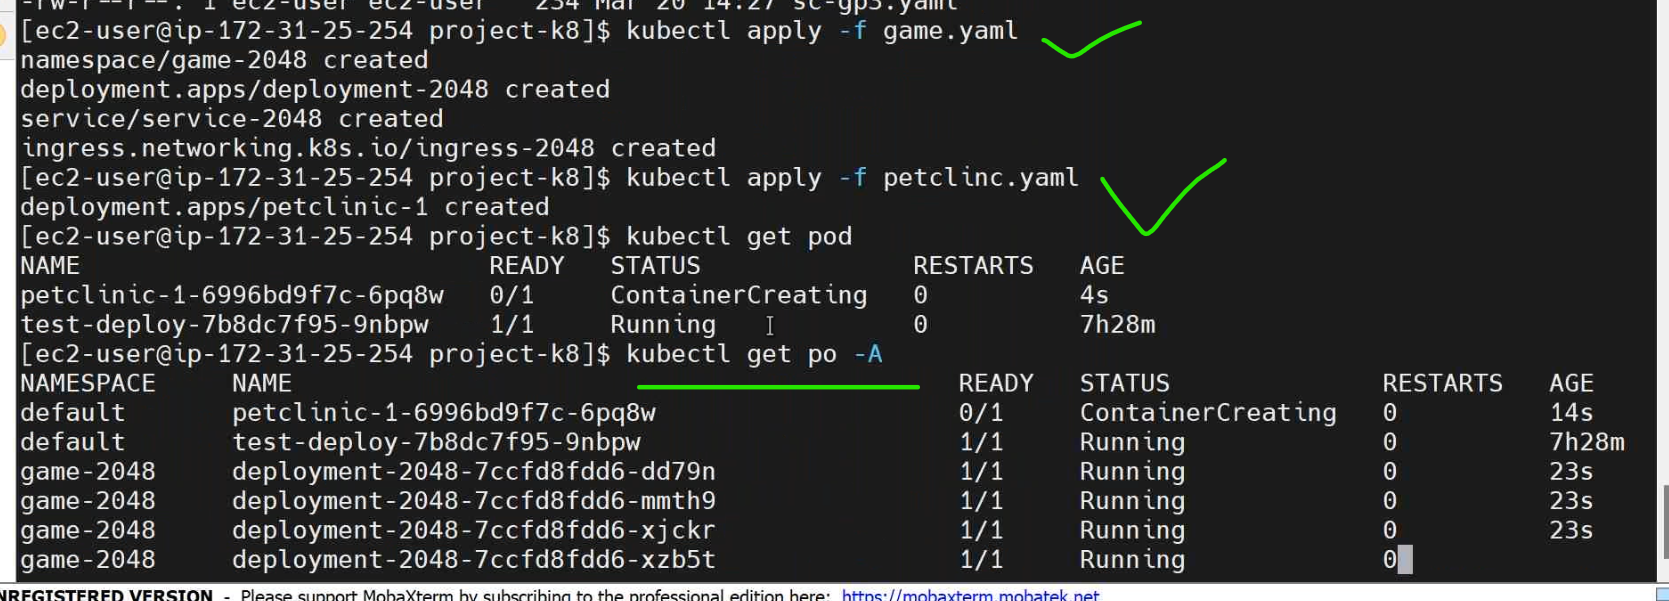 -rw-r--r--. 1 ec2-user ec2-user 234 Mar 20 14:27 sc-gp3.yaml
[ec2-user@ip-172-31-25-254 project-k8]$ kubectl apply -f game.yaml
namespace/game-2048 created
deployment.apps/deployment-2048 created
service/service-2048 created
ingress.networking.k8s.io/ingress-2048 created
[ec2-user@ip-172-31-25-254 project-k8]$ kubectl apply -f petclinc.yaml
deployment.apps/petclinic-1 created
[ec2-user@ip-172-31-25-254 project-k8]$ kubectl get pod
NAME READY STATUS RESTARTS AGE
petclinic-1-6996bd9f7c-6pq8w 0/1 ContainerCreating 0 4s
test-deploy-7b8dc7f95-9nbpw 1/1 Running 0 7h28m
[ec2-user@ip-172-31-25-254 project-k8]$ kubectl get po -A
NAMESPACE NAME READY STATUS RESTARTS AGE
default petclinic-1-6996bd9f7c-6pq8w 0/1 ContainerCreating 0 14s
default test-deploy-7b8dc7f95-9nbpw 1/1 Running 0 7h28m
game-2048 deployment-2048-7ccfd8fdd6-dd79n 1/1 Running 0 23s
game-2048 deployment-2048-7ccfd8fdd6-mmth9 1/1 Running 0 23s
game-2048 deployment-2048-7ccfd8fdd6-xjckr 1/1 Running 0 23s
game-2048 deployment-2048-7ccfd8fdd6-xzb5t 1/1 Running 0
NREGISTERED VERSION - Please support MobaXterm by subscribing to the professional edition here: https://mobaxterm.mobatek.net